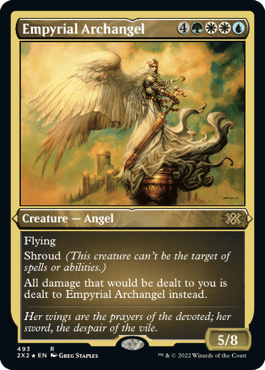 Empyrial Archangel 4
Creature — Angel
Flying
Shroud (This creature can't be the target of
spells or abilities.)
All damage that would be dealt to you is
dealt to Empyrial Archangel instead.
Her wings are the prayers of the devoted; her
sword, the despair of the vile.
5/8
493 R
2X2 ★ EN Greg Staples
™ & © 2022 Wizards of the Coast